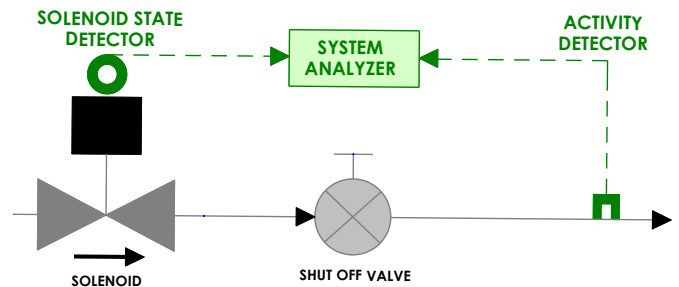 SOLENOID STATE
DETECTOR
SYSTEM
ANALYZER
ACTIVITY
DETECTOR
SOLENOID
SHUT OFF VALVE